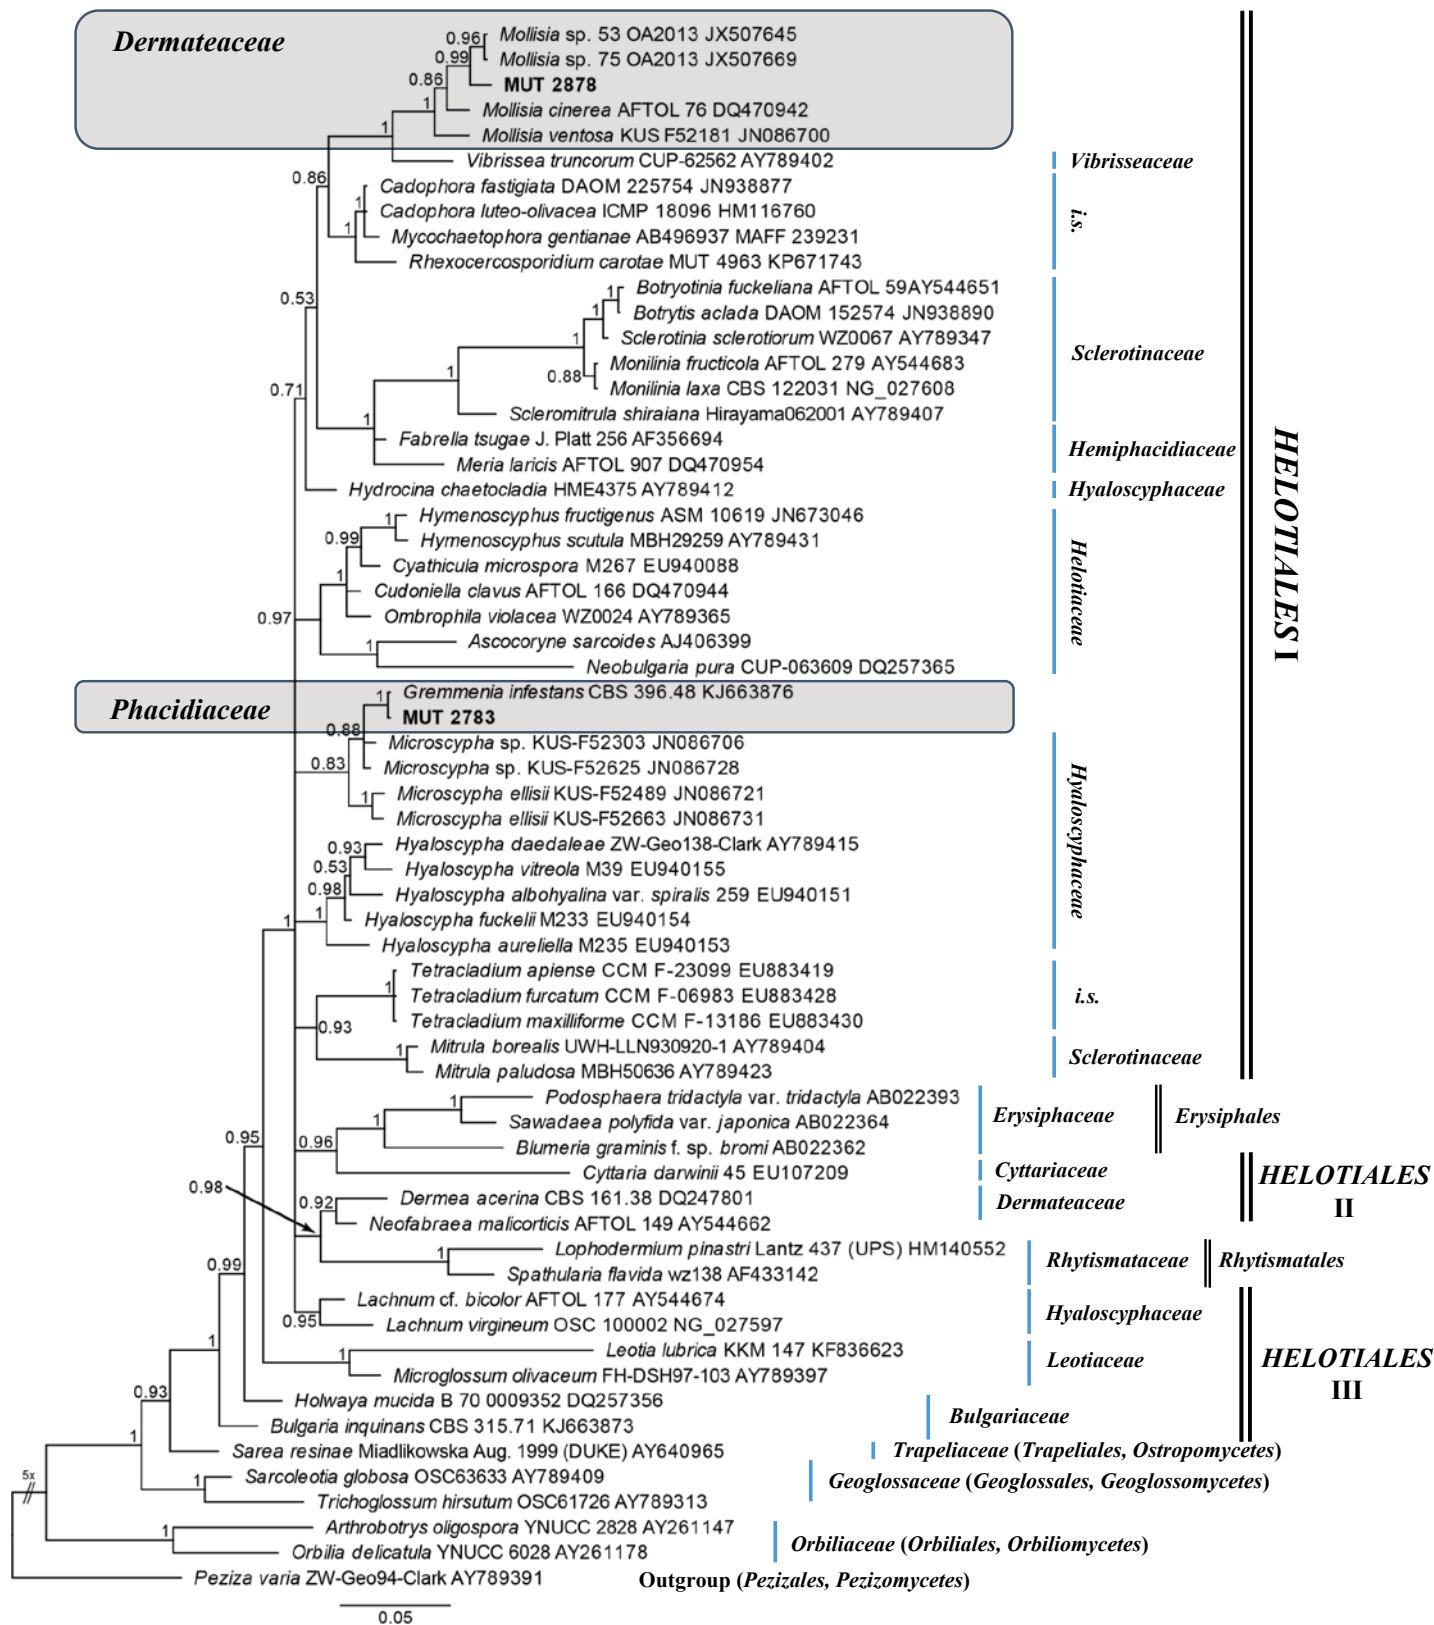 Dermateaceae
0.96
Mollisia sp. 53 OA2013 JX507645
0.99
Mollisia sp. 75 OA2013 JX507669
0.86
MUT 2878
1
Mollisia cinerea AFTOL 76 DQ470942
1
Mollisia ventosa KUS F52181 JN086700
Vibrissea truncorum CUP-62562 AY789402
Vibrisseaceae
0.86
Cadophora fastigiata DAOM 225754 JN938877
1
Cadophora luteo-olivacea ICMP 18096 HM116760
i.s.
1
Mycochaetophora gentianae AB496937 MAFF 239231
Rhexocercosporidium carotae MUT 4963 KP671743
0.53
1
Botryotinia fuckeliana AFTOL 59AY544651
1
Botrytis aclada DAOM 152574 JN938890
1
Sclerotinia sclerotiorum WZ0067 AY789347
Sclerotinaceae
Monilinia fructicola AFTOL 279 AY544683
0.88
1
Monilinia laxa CBS 122031 NG_027608
0.71
Scleromitrula shiraiana Hirayama062001 AY789407
1
Fabrella tsugae J. Platt 256 AF356694
Hemiphacidiaceae
Meria laricis AFTOL 907 DQ470954
Hydrocina chaetocladia HME4375 AY789412
Hyaloscyphaceae
HELOTIALES I
1
Hymenoscyphus fructigenus ASM 10619 JN673046
0.99
Hymenoscyphus scutula MBH29259 AY789431
Cyathicula microspora M267 EU940088
1
Cudoniella clavus AFTOL 166 DQ470944
Helotiaceae
0.97
Ombrophila violacea WZ0024 AY789365
1
Ascocoryne sarcoides AJ406399
Neobulgaria pura CUP-063609 DQ257365
Phacidiaceae
1
Gremmenia infestans CBS 396.48 KJ663876
MUT 2783
0.88
Microscypha sp. KUS-F52303 JN086706
0.83
Microscypha sp. KUS-F52625 JN086728
1
Microscypha ellisii KUS-F52489 JN086721
Microscypha ellisii KUS-F52663 JN086731
Hyaloscyphaceae
0.93
Hyaloscypha daedaleae ZW-Geo138-Clark AY789415
0.53
Hyaloscypha vitreola M39 EU940155
0.98
Hyaloscypha albohyalina var. spiralis 259 EU940151
1
1
Hyaloscypha fuckelii M233 EU940154
Hyaloscypha aureliella M235 EU940153
Tetracladium apiense CCM F-23099 EU883419
1
Tetracladium furcatum CCM F-06983 EU883428
i.s.
0.93
Tetracladium maxilliforme CCM F-13186 EU883430
1
Mitrula borealis UWH-LLN930920-1 AY789404
Sclerotinaceae
Mitrula paludosa MBH50636 AY789423
1
Podosphaera tridactyla var. tridactyla AB022393
1
Sawadaea polyfida var. japonica AB022364
Erysiphaceae
Erysiphales
0.95
0.96
Blumeria graminis f. sp. bromi AB022362
Cyttaria darwinii 45 EU107209
Cyttariaceae
HELOTIALES
II
0.98
0.92
Dermea acerina CBS 161.38 DQ247801
Dermateaceae
Neofabraea malicorticis AFTOL 149 AY544662
1
Lophodermium pinastri Lantz 437 (UPS) HM140552
Rhytismataceae
Rhytismatales
0.99
Spathularia flavida wz138 AF433142
Lachnum cf. bicolor AFTOL 177 AY544674
Hyaloscyphaceae
0.95
Lachnum virgineum OSC 100002 NG_027597
1
1
Leotia lubrica KKM 147 KF836623
Leotiaceae
HELOTIALES
III
Microglossum olivaceum FH-DSH97-103 AY789397
0.93
Holwaya mucida B 70 0009352 DQ257356
Bulgaria inquinans CBS 315.71 KJ663873
Bulgariaceae
1
Sarea resinae Miadlikowska Aug. 1999 (DUKE) AY640965
Trapeliaceae (Trapeliales, Ostropomycetes)
5x
1
Sarcoleotia globosa OSC63633 AY789409
Geoglossaceae (Geoglossales, Geoglossomycetes)
Trichoglossum hirsutum OSC61726 AY789313
1
Arthrobotrys oligospora YNUCC 2828 AY261147
Orbiliaceae (Orbiliales, Orbiliomycetes)
Orbilia delicatula YNUCC 6028 AY261178
Peziza varia ZW-Geo94-Clark AY789391
Outgroup (Pezizales, Pezizomycetes)
0.05